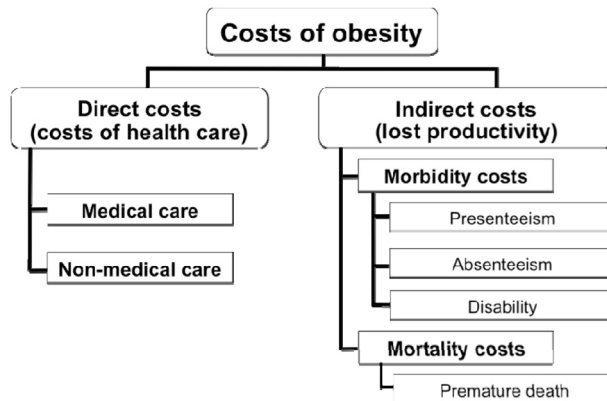 Costs of obesity
Direct costs
(costs of health care)
Indirect costs
(lost productivity)
Medical care
Non-medical care
Morbidity costs
Presenteeism
Absenteeism
Disability
Mortality costs
Premature death